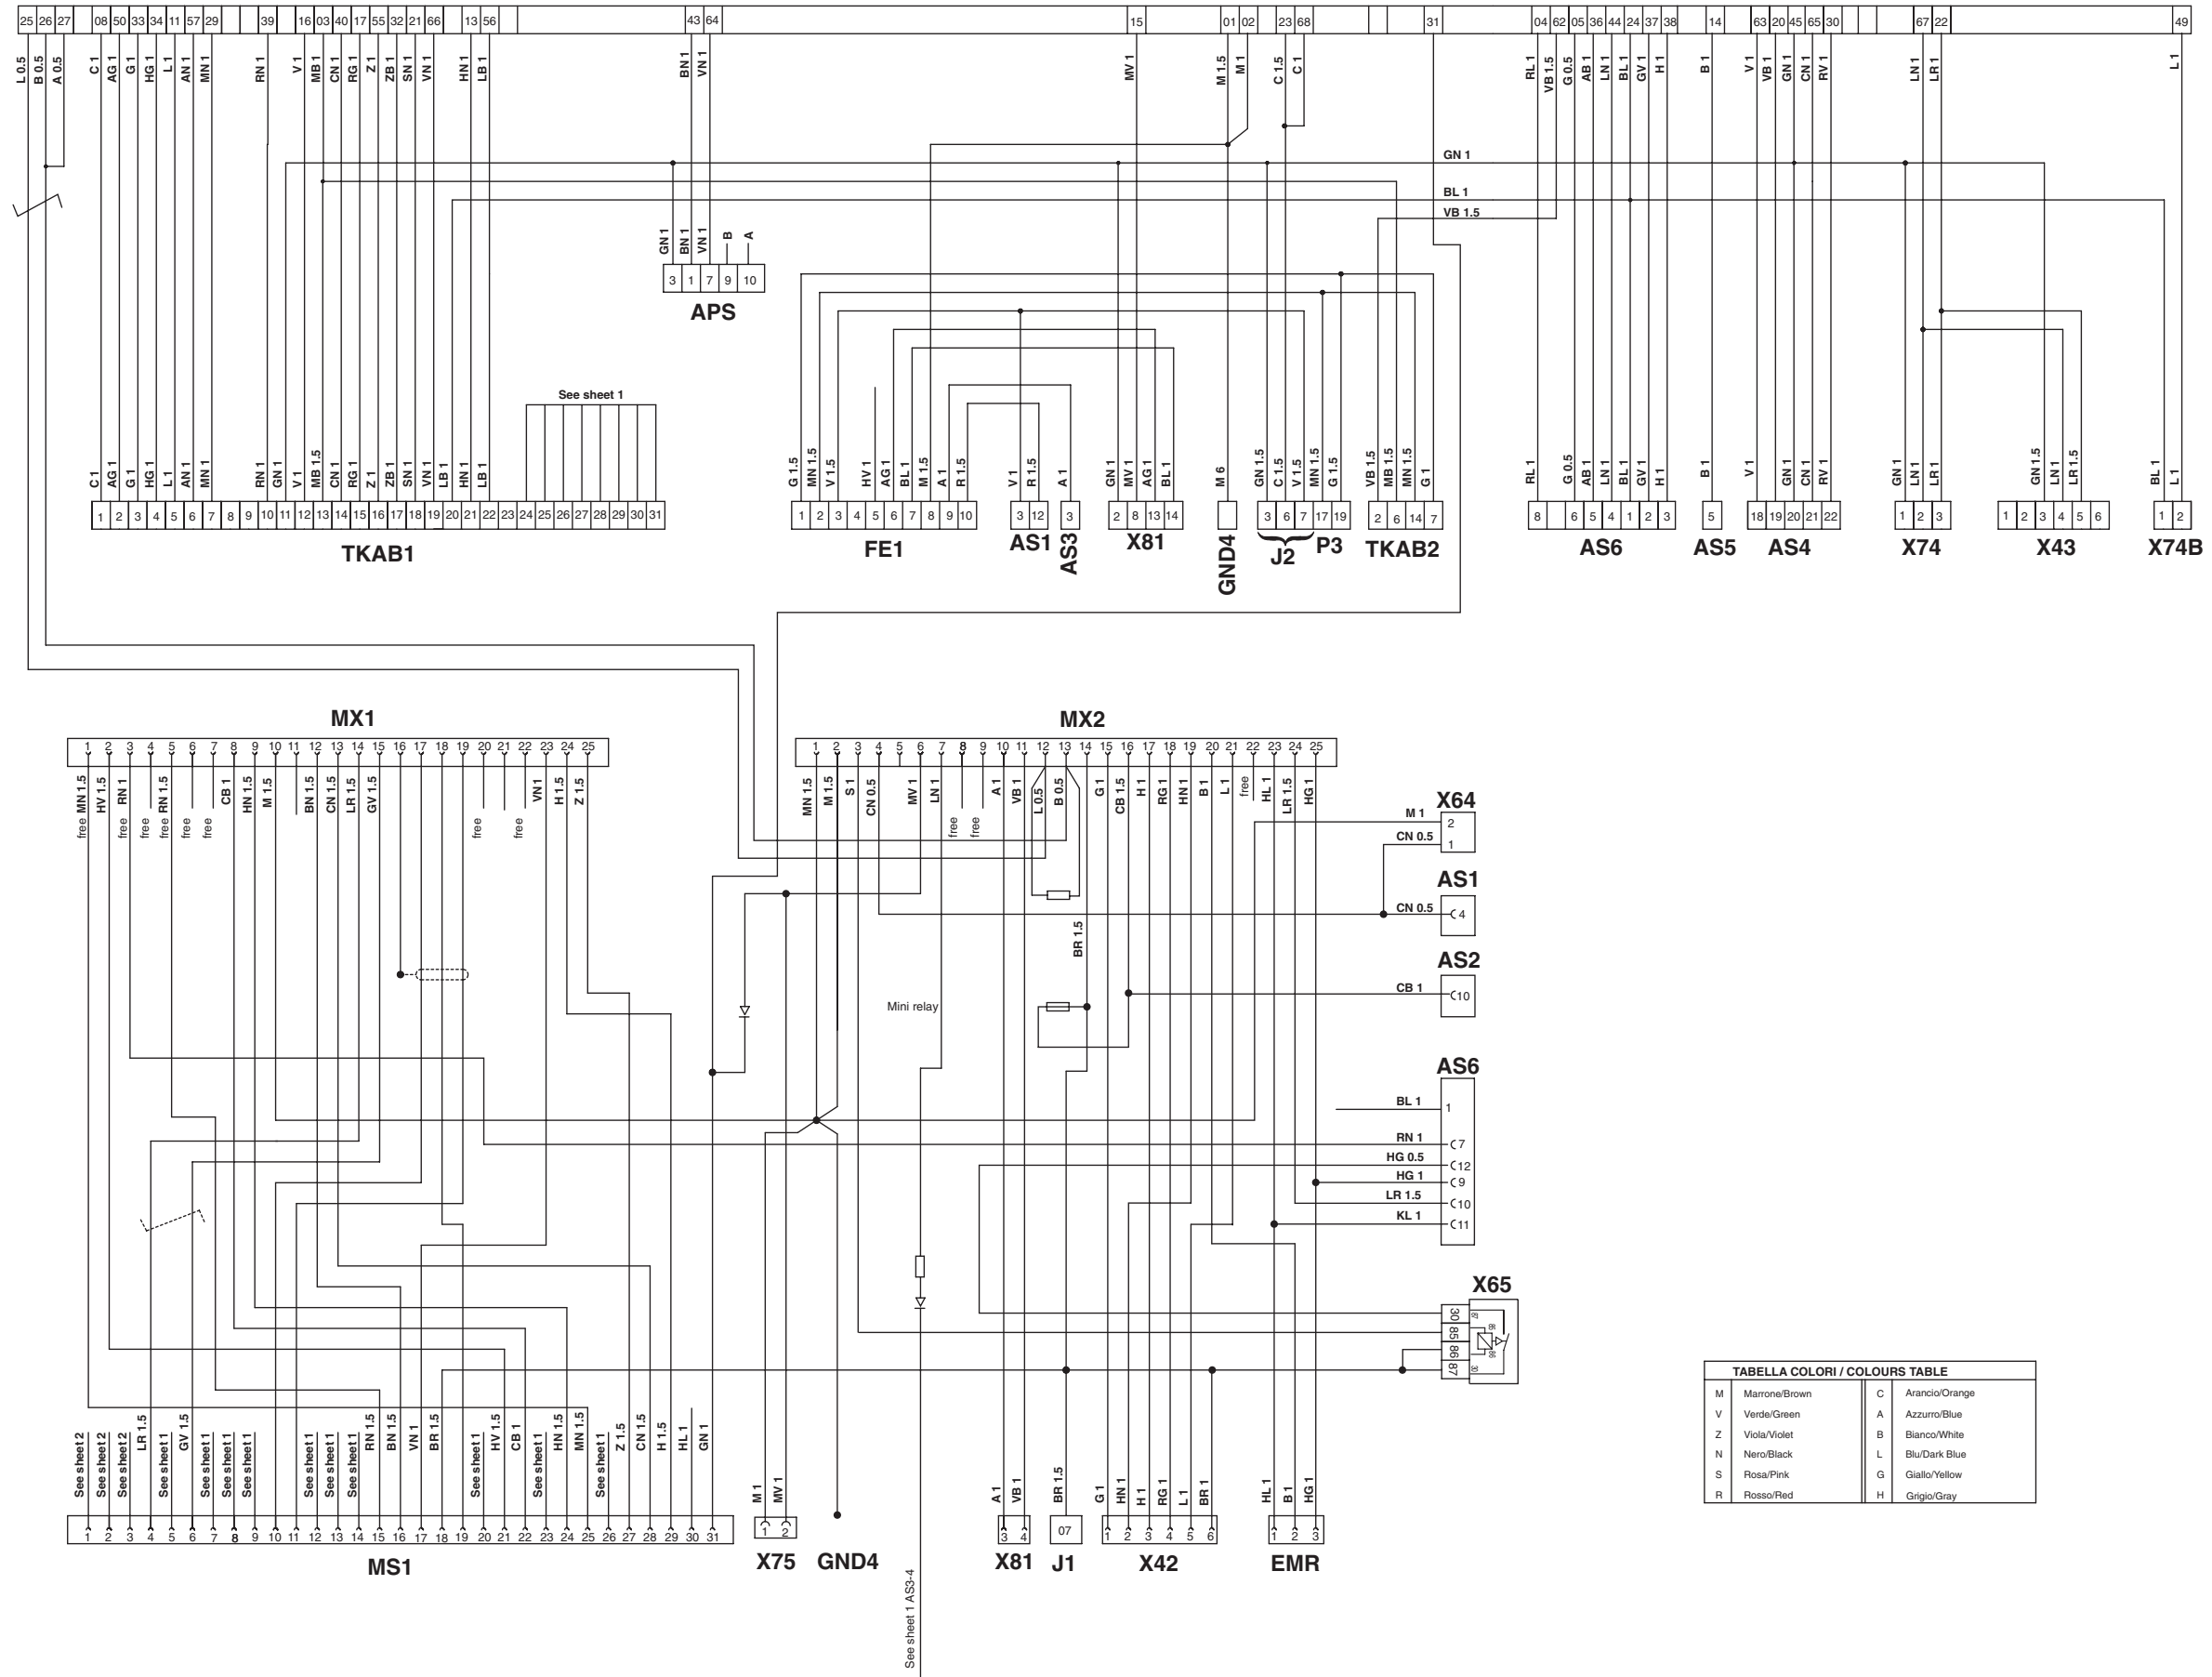 25 26 27 08 50 33 34 11 57 29 39 16 03 40 17 55 32 21 66 13 56 43 64 15 01 02 23 68 31 04 62 05 36 44 24 37 38 14 63 20 45 65 30 67 22 49
L 0.5 B 0.5 A 0.5 C 1 AG 1 G 1 HG 1 L 1 AN 1 MN 1 RN 1 V 1 MB 1 CN 1 RG 1 Z 1 ZB 1 SN 1 VN 1 HN 1 LB 1 BN 1 VN 1 MV 1 M 1.5 M 1 C 1.5 C 1 RL 1 VB 1.5 G 0.5 AB 1 LN 1 BL 1 GV 1 H 1 B 1 V 1 VB 1 GN 1 CN 1 RV 1 LN 1 LR 1 L 1
GN 1
BL 1
VB 1.5
GN 1 BN 1 VN 1 B A
3 1 7 9 10
APS
See sheet 1
C 1 AG 1 G 1 HG 1 L 1 AN 1 MN 1 RN 1 GN 1 V 1 MB 1.5 CN 1 RG 1 Z 1 ZB 1 SN 1 VN 1 LB 1 HN 1 LB 1
1 2 3 4 5 6 7 8 9 10 11 12 13 14 15 16 17 18 19 20 21 22 23 24 25 26 27 28 29 30 31
TKAB1
G 1.5 MN 1.5 V 1.5 HV 1 AG 1 BL 1 M 1.5 A 1 R 1.5
1 2 3 4 5 6 7 8 9 10
FE1
V 1 R 1.5
3 12
AS1
A 1
3
AS3
GN 1 MV 1 AG 1 BL 1
2 8 13 14
X81
M 6
GND4
GN 1.5 C 1.5 V 1.5 MN 1.5 G 1.5
3 6 7 17 19
J2 P3
VB 1.5 MB 1.5 MN 1.5 G 1
2 6 14 7
TKAB2
RL 1 G 0.5 AB 1 LN 1 BL 1 GV 1 H 1
8 6 5 4 1 2 3
AS6
B 1
5
AS5
V 1 GN 1 CN 1 RV 1
18 19 20 21 22
AS4
GN 1 LN 1 LR 1
1 2 3
X74
GN 1.5 LN 1 LR 1.5
1 2 3 4 5 6
X43
BL 1 L 1
1 2
X74B
MX1
1 2 3 4 5 6 7 8 9 10 11 12 13 14 15 16 17 18 19 20 21 22 23 24 25
MN 1.5 HV 1.5 RN 1 RN 1.5 CB 1 HN 1.5 M 1.5 BN 1.5 CN 1.5 LR 1.5 GV 1.5 VN 1 H 1.5 Z 1.5
free free free free free free free free
MX2
1 2 3 4 5 6 7 8 9 10 11 12 13 14 15 16 17 18 19 20 21 22 23 24 25
MN 1.5 M 1.5 S 1 CN 0.5 MV 1 LN 1 free free A 1 VB 1 L 0.5 B 0.5 G 1 CB 1.5 H 1 RG 1 HN 1 B 1 L 1 free HL 1 LR 1.5 HG 1
BR 1.5
Mini relay
X64
M 1 2
CN 0.5 1
AS1
CN 0.5 4
AS2
CB 1 10
AS6
BL 1 1
RN 1 7
HG 0.5 12
HG 1 9
LR 1.5 10
KL 1 11
X65
30 85 86 87
87 85 86 30
See sheet 2 See sheet 2 See sheet 2 LR 1.5 See sheet 1 GV 1.5 See sheet 1 See sheet 1 See sheet 1 See sheet 1 See sheet 1 See sheet 1 RN 1.5 BN 1.5 VN 1 BR 1.5 See sheet 1 HV 1.5 CB 1 See sheet 1 HN 1.5 MN 1.5 See sheet 1 Z 1.5 CN 1.5 H 1.5 HL 1 GN 1
1 2 3 4 5 6 7 8 9 10 11 12 13 14 15 16 17 18 19 20 21 22 23 24 25 26 27 28 29 30 31
MS1
M 1 MV 1
1 2
X75
GND4
See sheet 1 AS3-4
A 1 VB 1
3 4
X81
BR 1.5
07
J1
G 1 HN 1 H 1 RG 1 L 1 BR 1
1 2 3 4 5 6
X42
HL 1 B 1 HG 1
1 2 3
EMR
TABELLA COLORI / COLOURS TABLE
M Marrone/Brown C Arancio/Orange
V Verde/Green A Azzurro/Blue
Z Viola/Violet B Bianco/White
N Nero/Black L Blu/Dark Blue
S Rosa/Pink G Giallo/Yellow
R Rosso/Red H Grigio/Gray